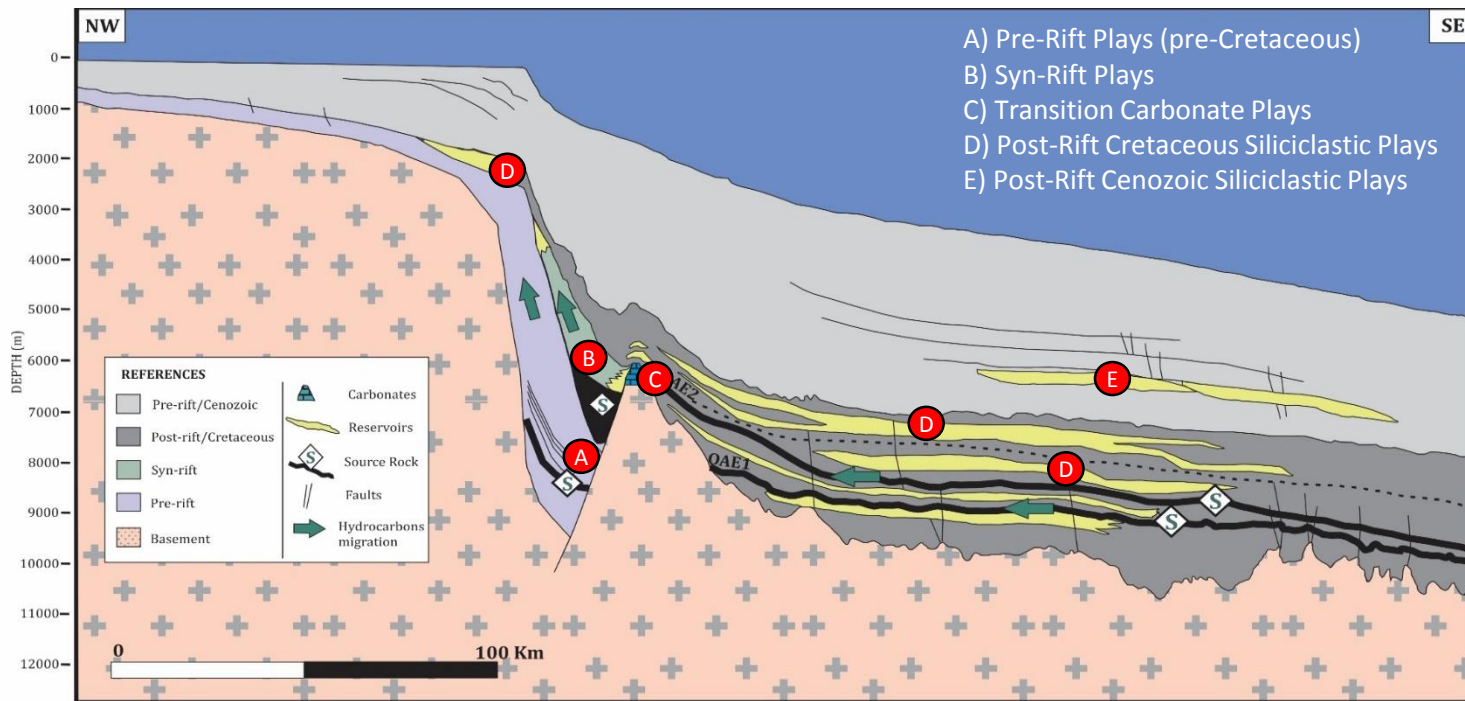 NW
SE
A) Pre-Rift Plays (pre-Cretaceous)
B) Syn-Rift Plays
C) Transition Carbonate Plays
D) Post-Rift Cretaceous Siliciclastic Plays
E) Post-Rift Cenozoic Siliciclastic Plays
DEPTH (m)
0
1000
2000
3000
4000
5000
6000
7000
8000
9000
10000
11000
12000
D
B
C
AE2
E
D
D
A
OAE1
S
S
S
S
REFERENCES
Pre-rift/Cenozoic
Post-rift/Cretaceous
Syn-rift
Pre-rift
Basement
Carbonates
Reservoirs
S
Source Rock
Faults
Hydrocarbons
migration
0
100 Km